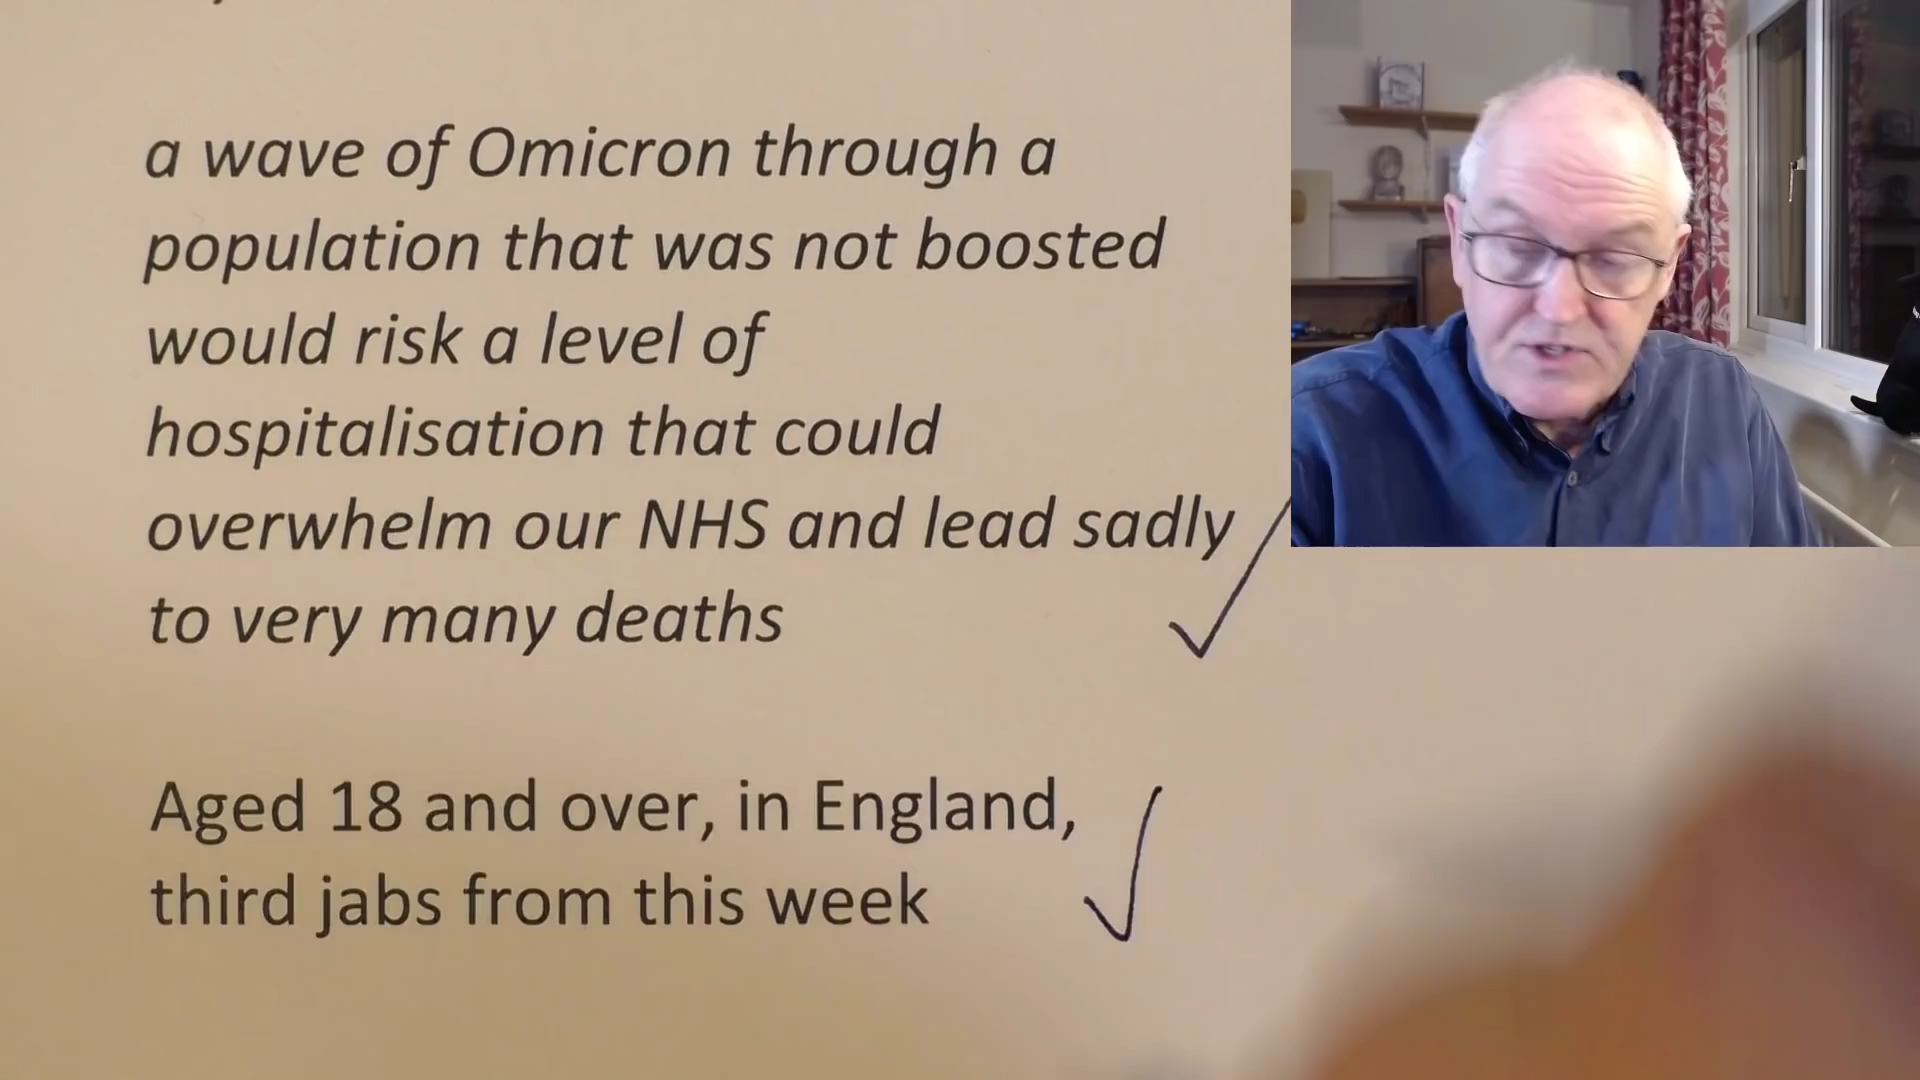 a wave of Omicron through a
population that was not boosted
would risk a level of
hospitalisation that could
overwhelm our NHS and lead sadly
to very many deaths
Aged 18 and over, in England,
third jabs from this week